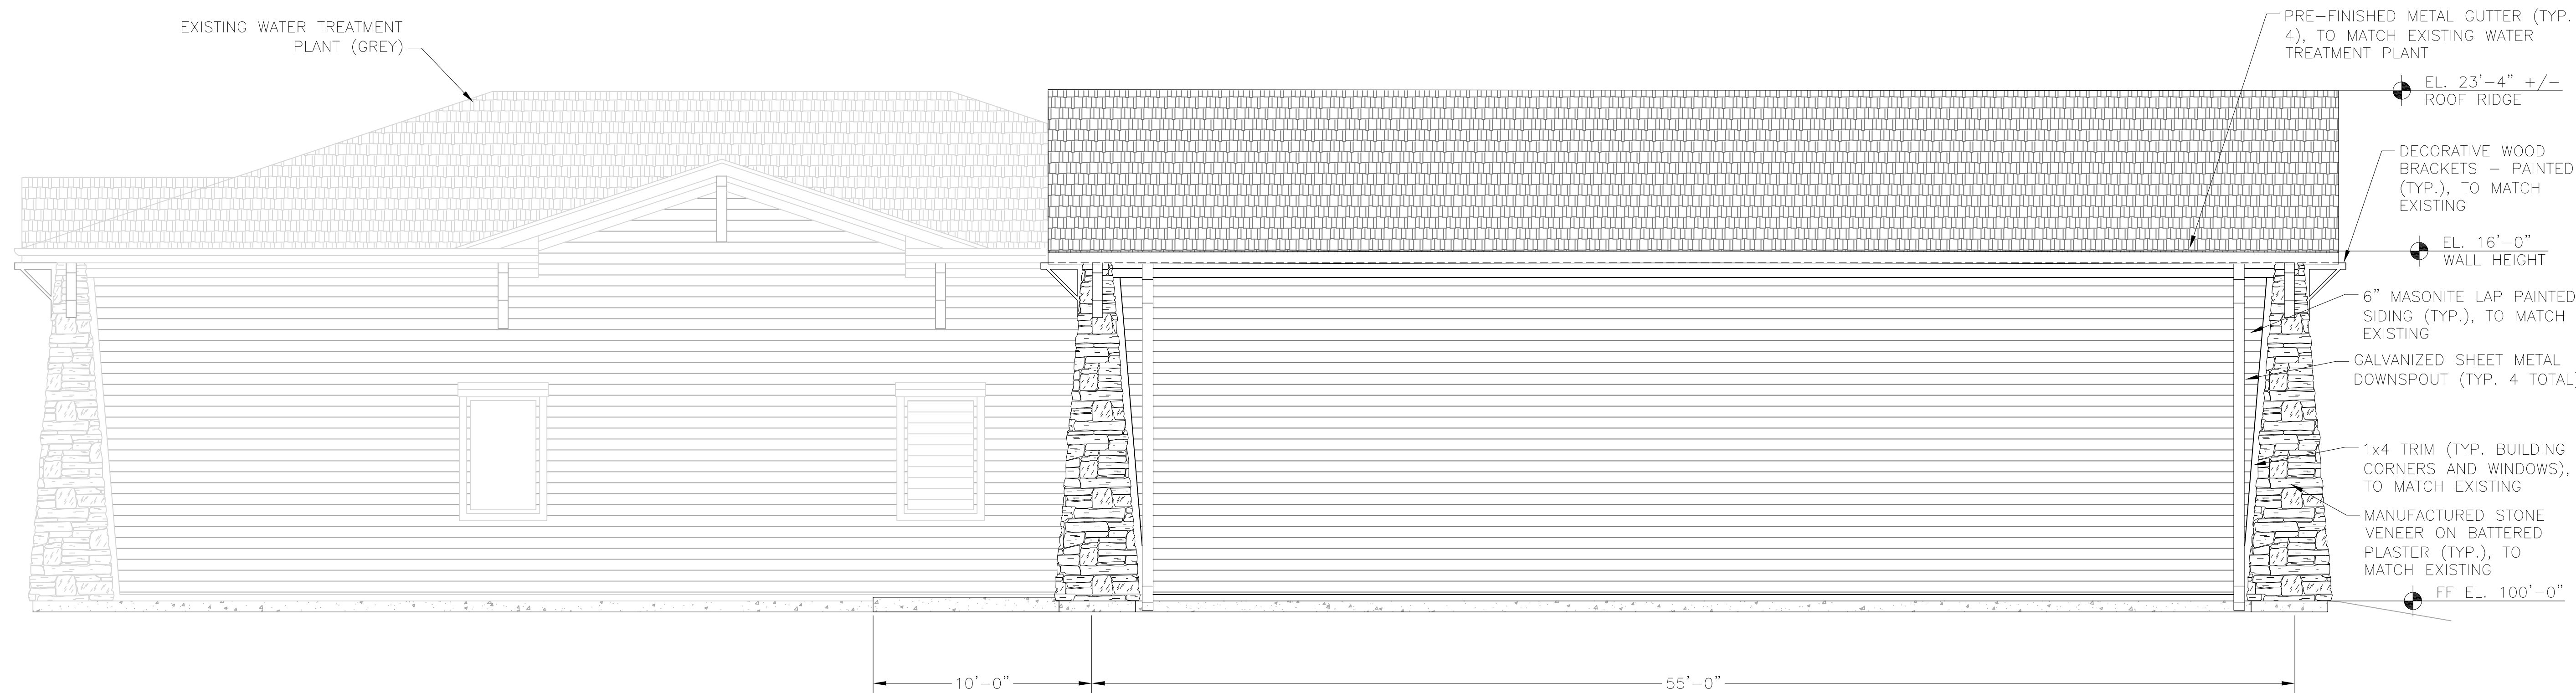 EXISTING WATER TREATMENT
PLANT (GREY)
PRE-FINISHED METAL GUTTER (TYP.
4), TO MATCH EXISTING WATER
TREATMENT PLANT
EL. 23'-4" +/-
ROOF RIDGE
DECORATIVE WOOD
BRACKETS - PAINTED
(TYP.), TO MATCH
EXISTING
EL. 16'-0"
WALL HEIGHT
6" MASONITE LAP PAINTED
SIDING (TYP.), TO MATCH
EXISTING
GALVANIZED SHEET METAL
DOWNSPOUT (TYP. 4 TOTAL)
1x4 TRIM (TYP. BUILDING
CORNERS AND WINDOWS),
TO MATCH EXISTING
MANUFACTURED STONE
VENEER ON BATTERED
PLASTER (TYP.), TO
MATCH EXISTING
FF EL. 100'-0"
10'-0"
55'-0"